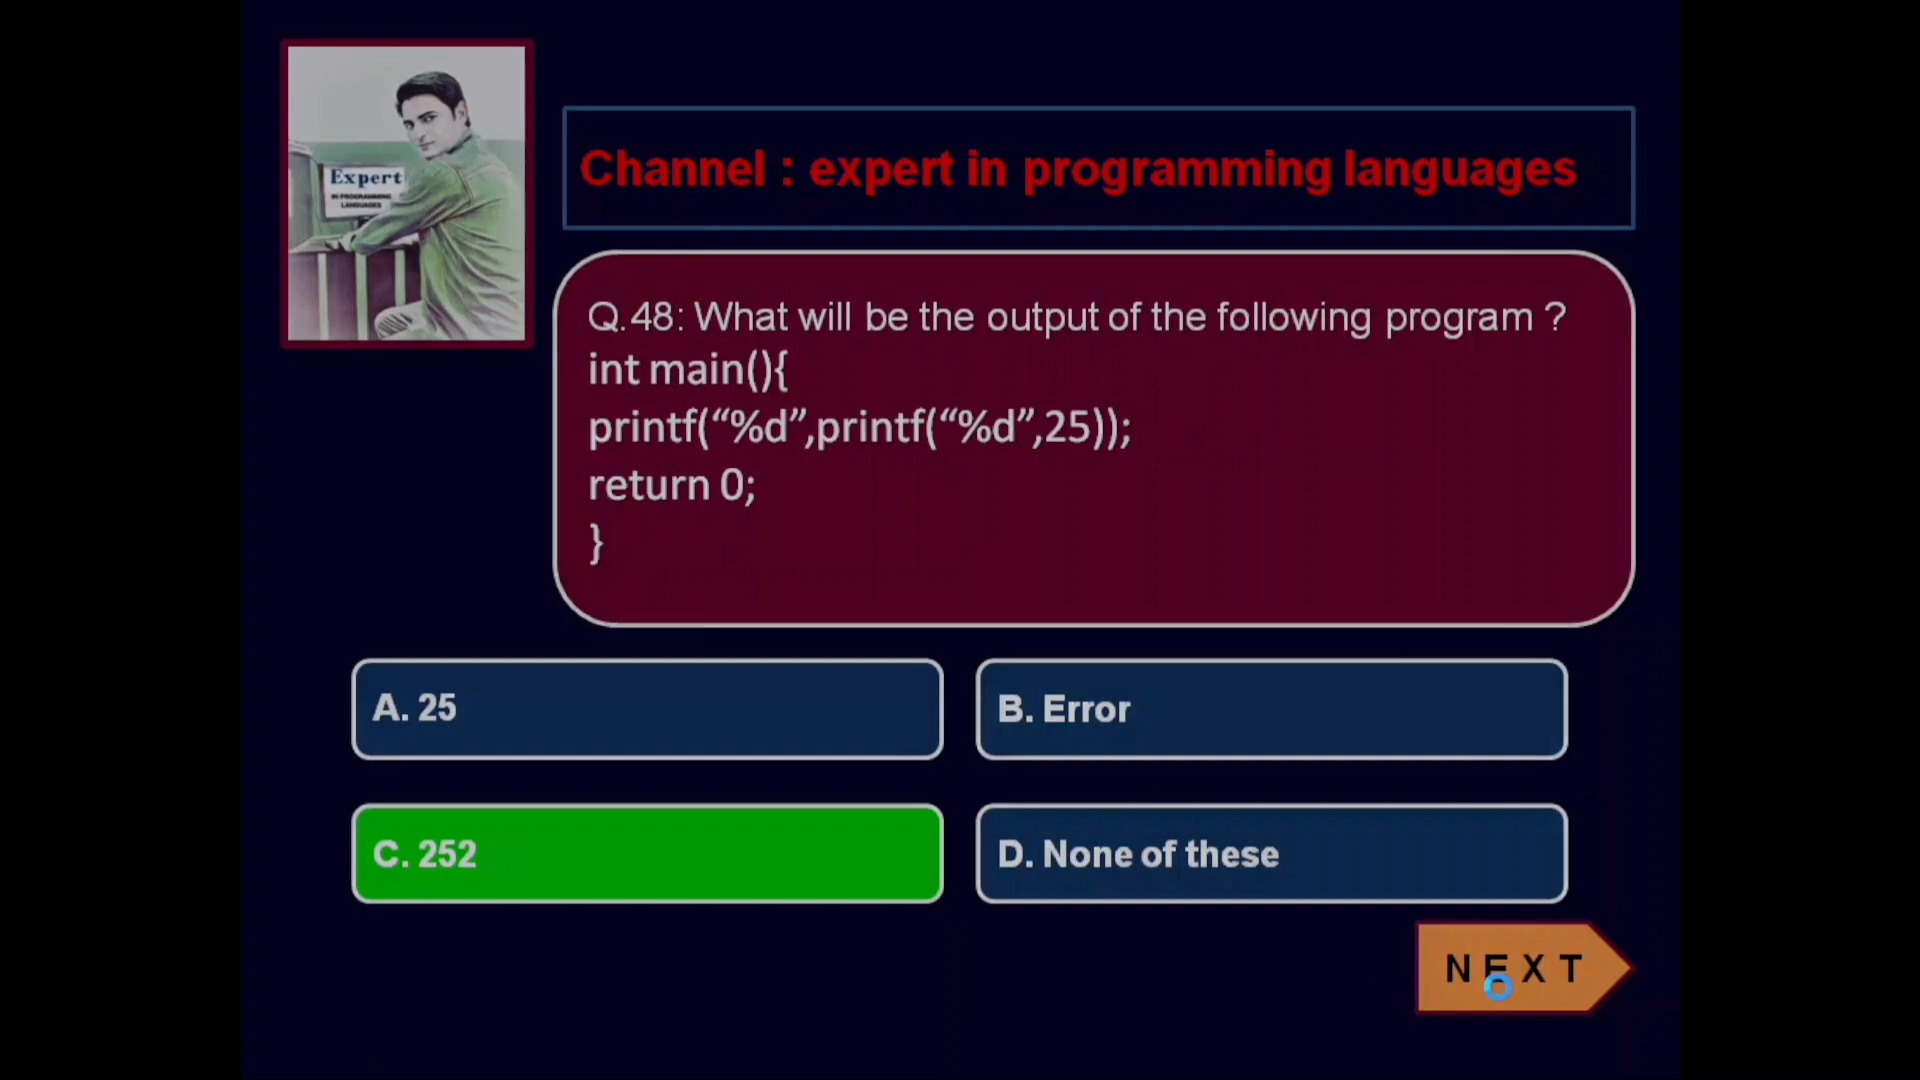 Expert
IN PROGRAMMING
LANGUAGES
Channel : expert in programming languages
Q.48: What will be the output of the following program ?
int main(){
printf(“%d”,printf(“%d”,25));
return 0;
}
A. 25
B. Error
C. 252
D. None of these
NEXT